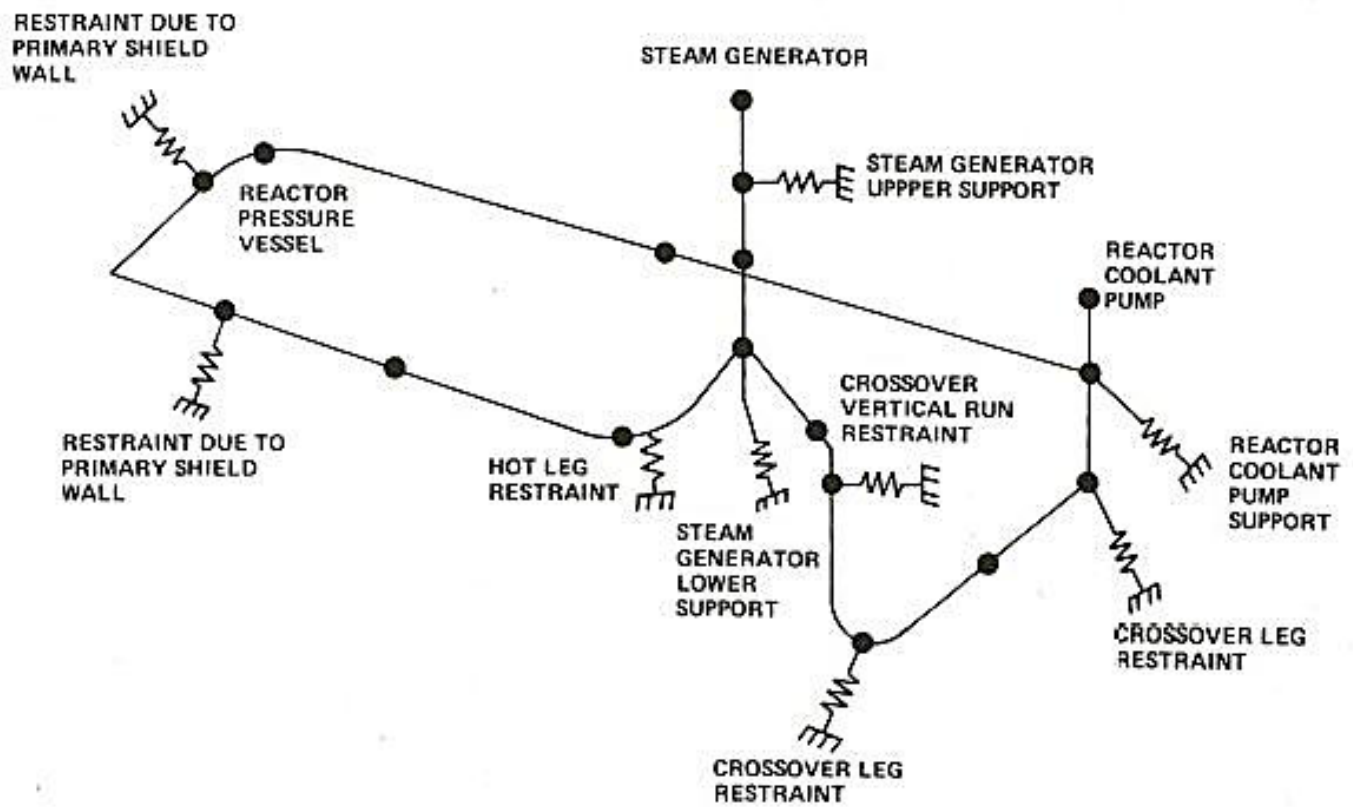 RESTRAINT DUE TO
PRIMARY SHIELD
WALL
STEAM GENERATOR
STEAM GENERATOR
UPPPER SUPPORT
REACTOR
PRESSURE
VESSEL
REACTOR
COOLANT
PUMP
CROSSOVER
VERTICAL RUN
RESTRAINT
RESTRAINT DUE TO
PRIMARY SHIELD
WALL
HOT LEG
RESTRAINT
REACTOR
COOLANT
PUMP
SUPPORT
STEAM
GENERATOR
LOWER
SUPPORT
CROSSOVER LEG
RESTRAINT
CROSSOVER LEG
RESTRAINT